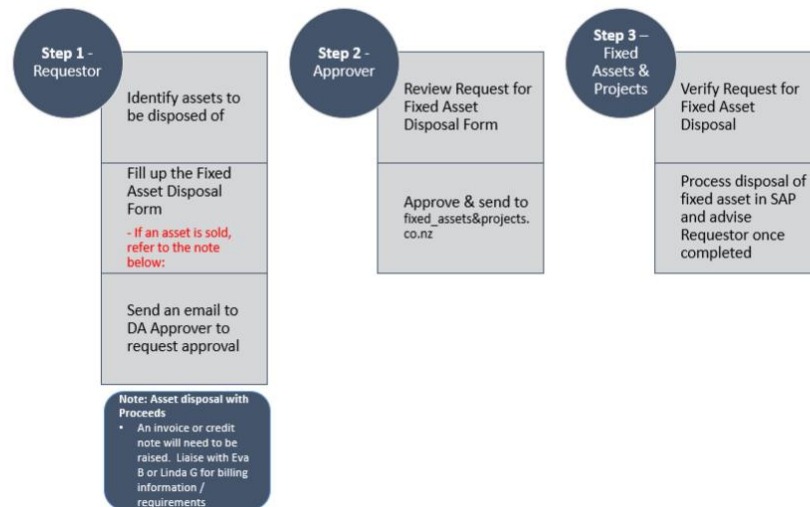 Step 1 -
Requestor
Identify assets to
be disposed of
Fill up the Fixed
Asset Disposal
Form
- If an asset is sold,
refer to the note
below:
Send an email to
DA Approver to
request approval
Note: Asset disposal with
Proceeds
• An invoice or credit
note will need to be
raised. Liaise with Eva
B or Linda G for billing
information /
requirements
Step 2 -
Approver
Review Request for
Fixed Asset
Disposal Form
Approve & send to
fixed_assets&projects.
co.nz
Step 3 –
Fixed
Assets &
Projects
Verify Request for
Fixed Asset
Disposal
Process disposal of
fixed asset in SAP
and advise
Requestor once
completed